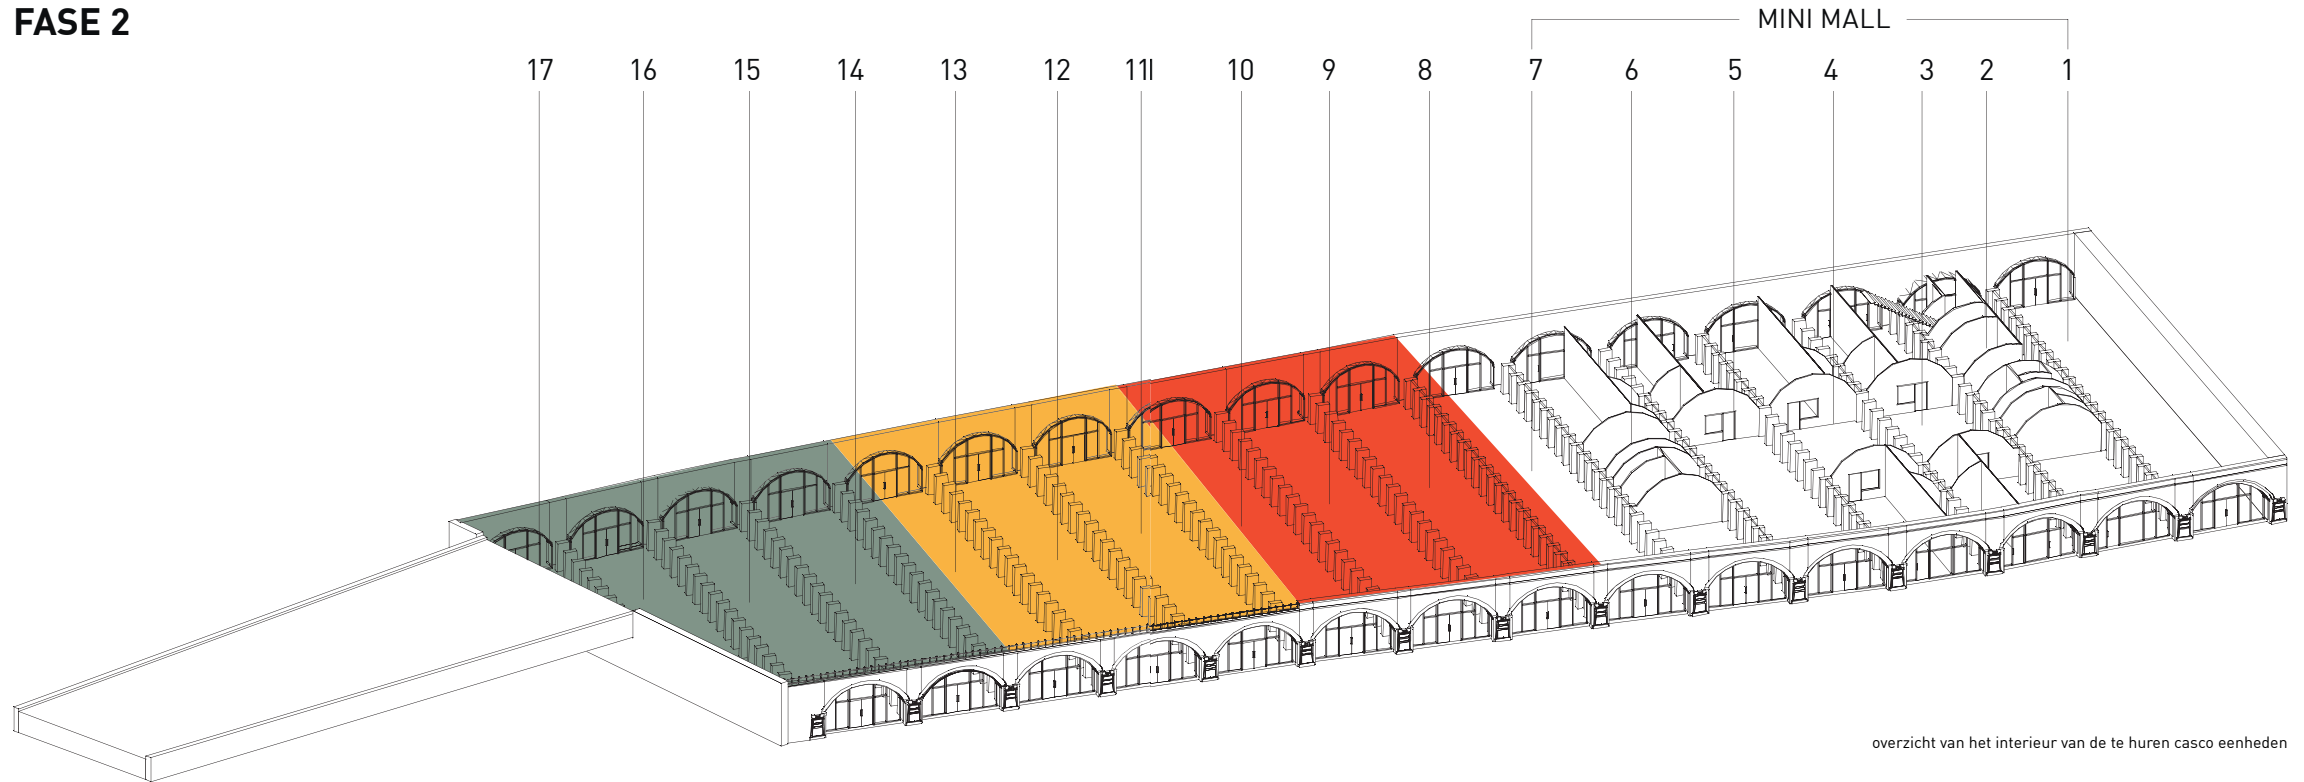 FASE 2
MINI MALL
17 16 15 14 13 12 11 10 9 8 7 6 5 4 3 2 1
overzicht van het interieur van de te huren casco eenheden